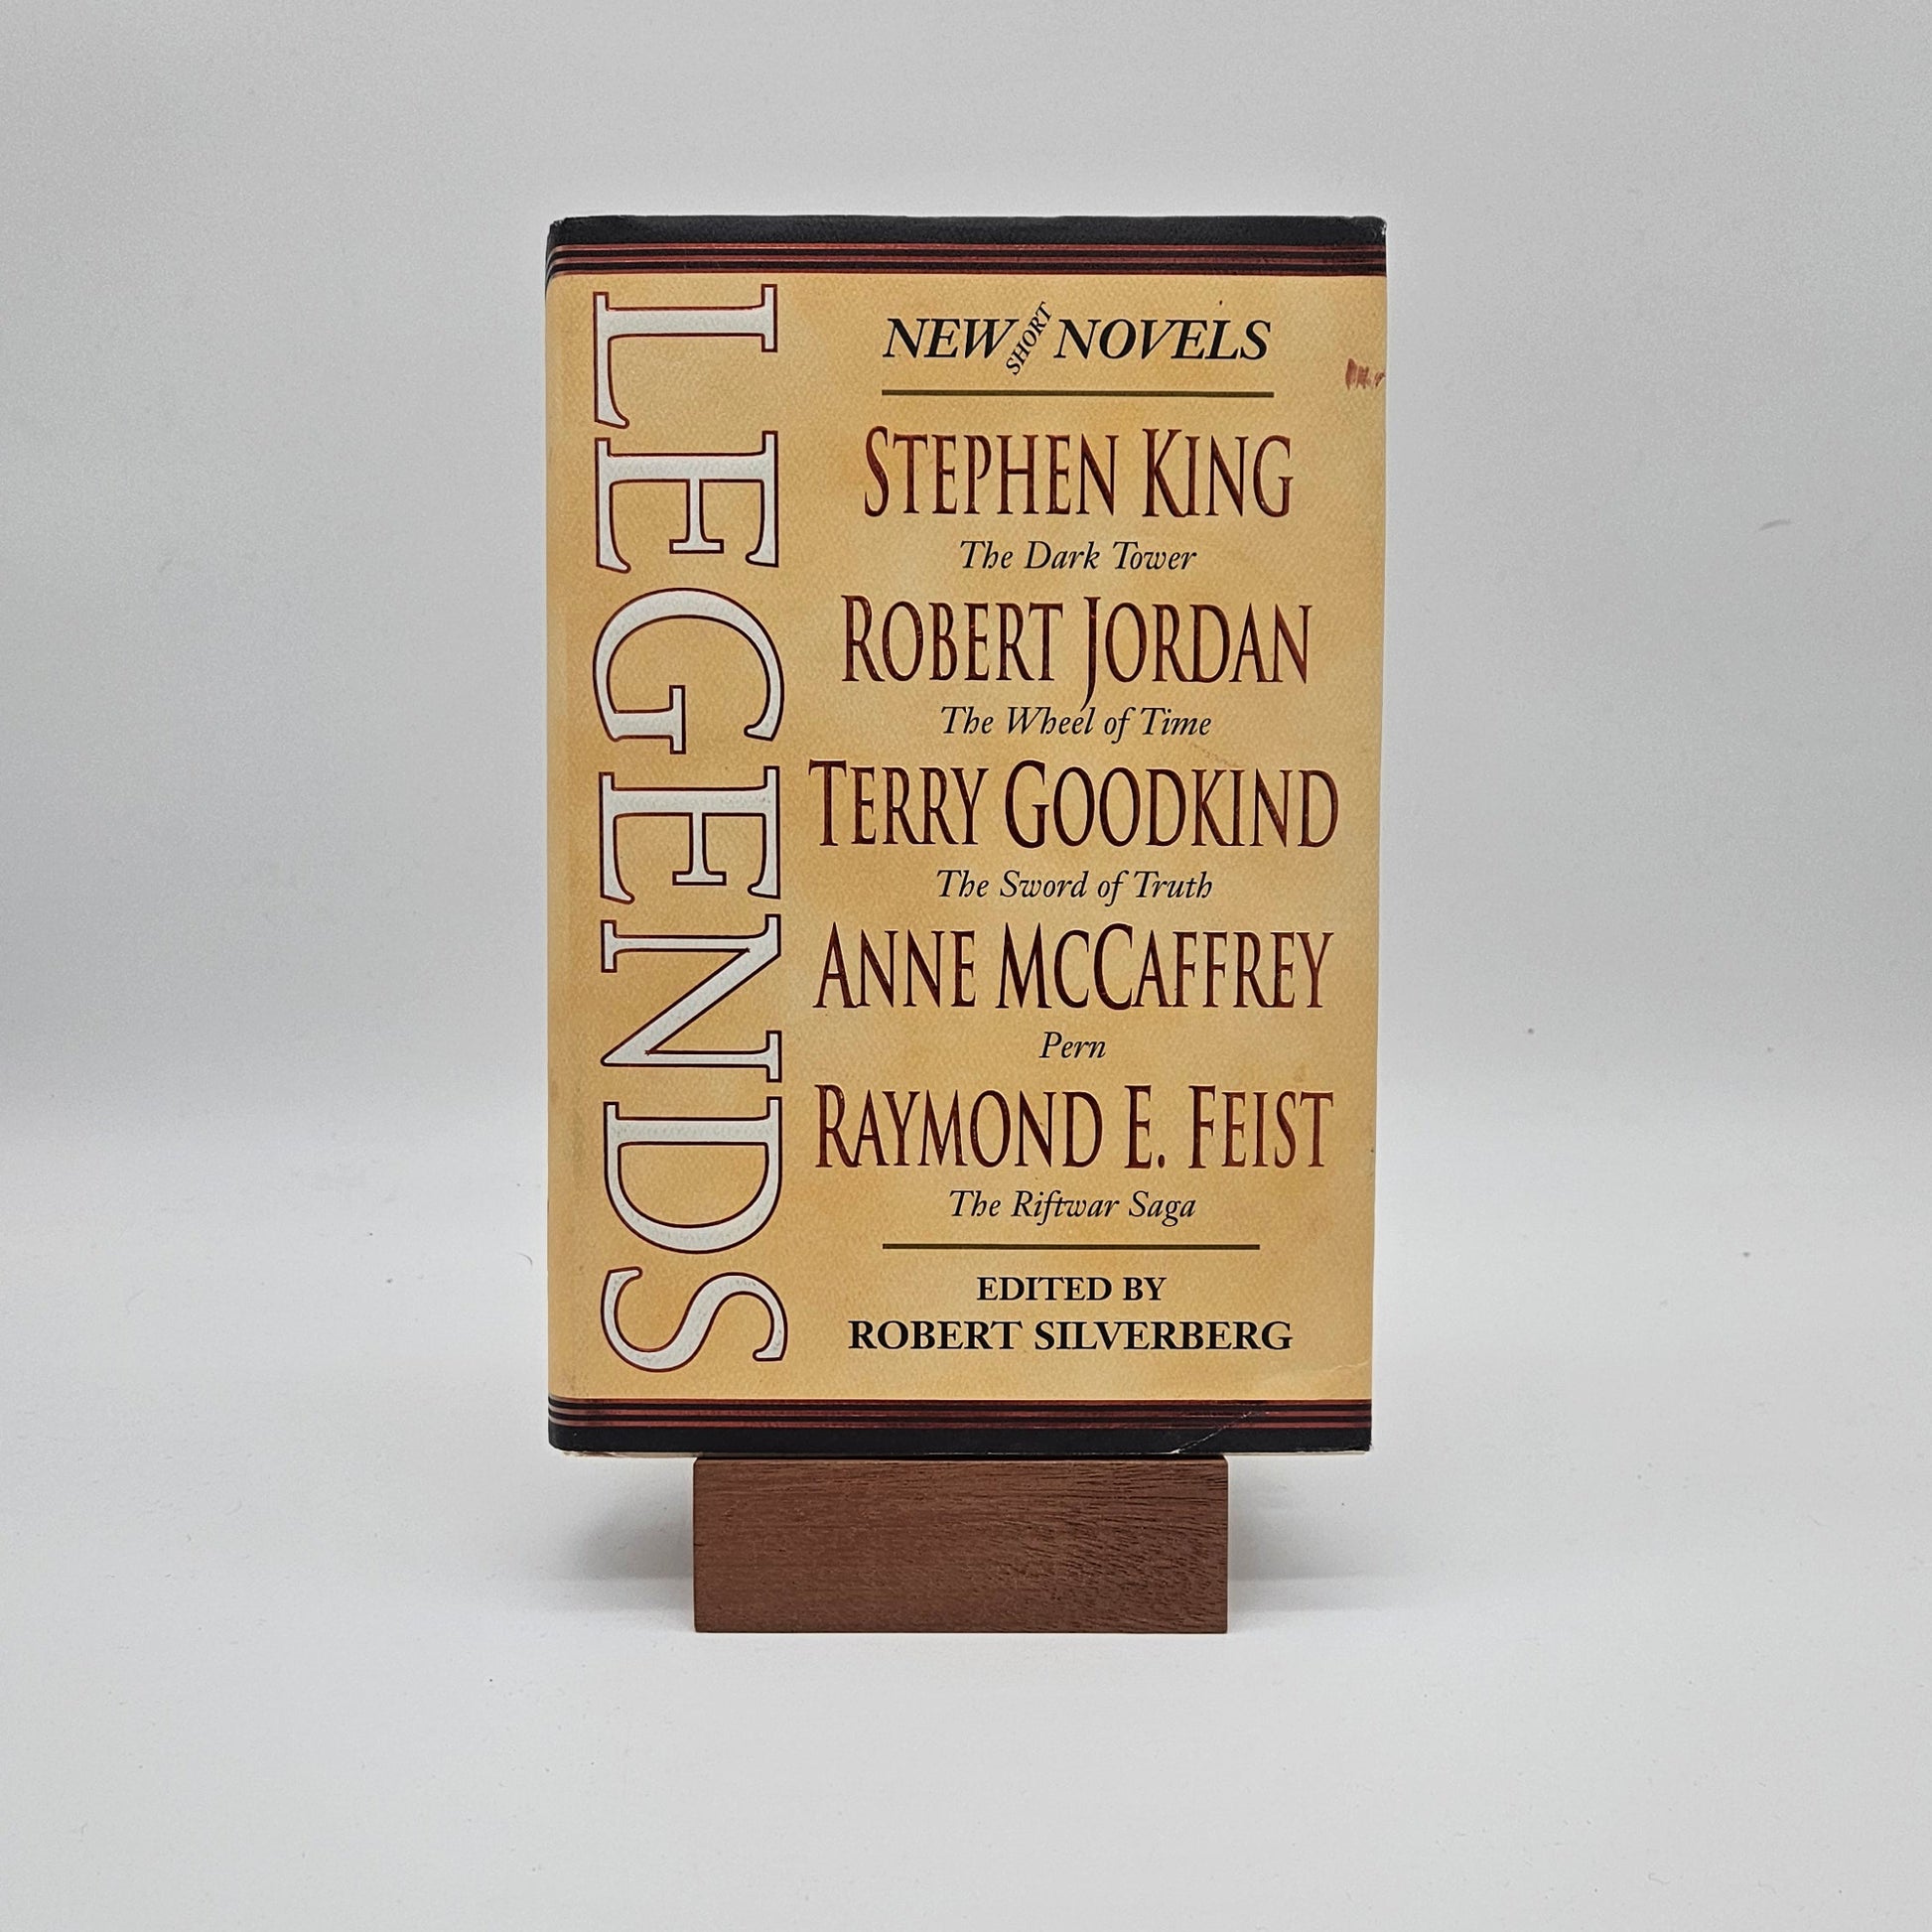 LEGENDS
NEW SHORT NOVELS
STEPHEN KING
The Dark Tower
ROBERT JORDAN
The Wheel of Time
TERRY GOODKIND
The Sword of Truth
ANNE MCCAFFREY
Pern
RAYMOND E. FEIST
The Riftwar Saga
EDITED BY
ROBERT SILVERBERG